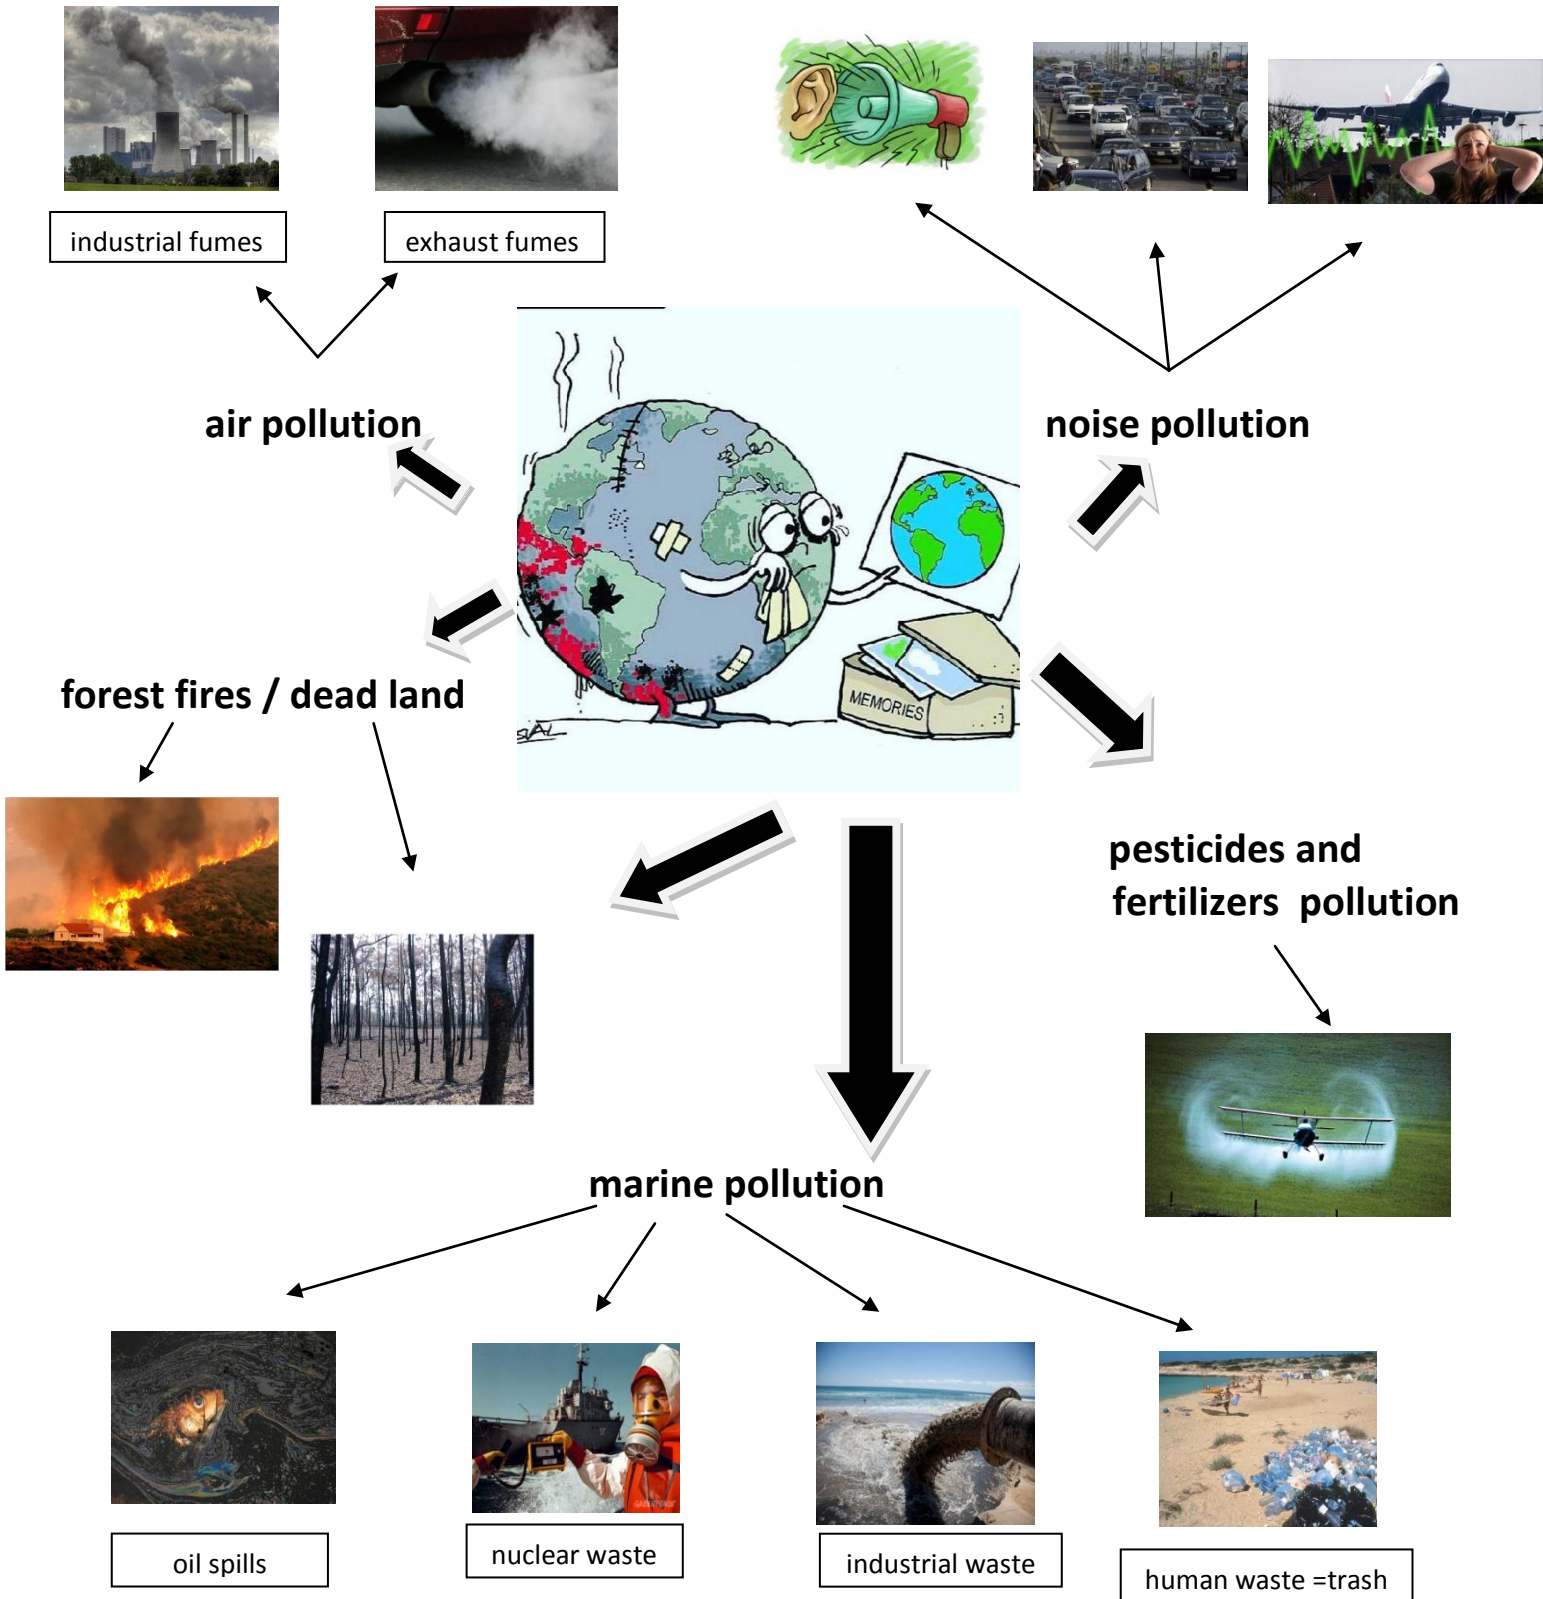 industrial fumes
exhaust fumes
air pollution
noise pollution
MEMORIES
forest fires / dead land
pesticides and
fertilizers  pollution
marine pollution
GREENPEACE
oil spills
nuclear waste
industrial waste
human waste =trash